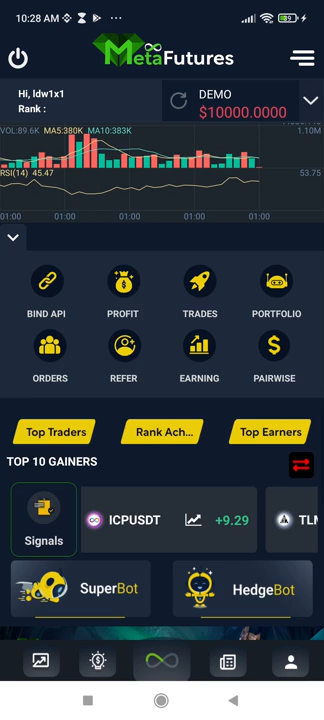 10:28 AM
39
MetaFutures
Hi, ldw1x1
Rank :
DEMO
$10000.0000
VOL:89.6K MA5:380K MA10:383K
1.10M
RSI(14) 45.47
53.75
01:00 01:00 01:00 01:00 01:00
BIND API PROFIT TRADES PORTFOLIO
ORDERS REFER EARNING PAIRWISE
Top Traders Rank Ach... Top Earners
TOP 10 GAINERS
Signals
ICPUSDT +9.29 TLM
SuperBot HedgeBot